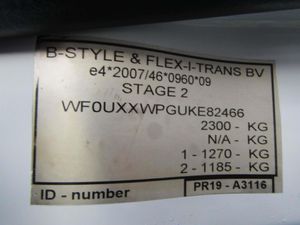 B-STYLE & FLEX-I-TRANS BV
e4*2007/46*0960*09
STAGE 2
WF0UXXWPGUKE82466
2300 - KG
N/A - KG
1 - 1270 - KG
2 - 1185 - KG
ID - number PR19 - A3116